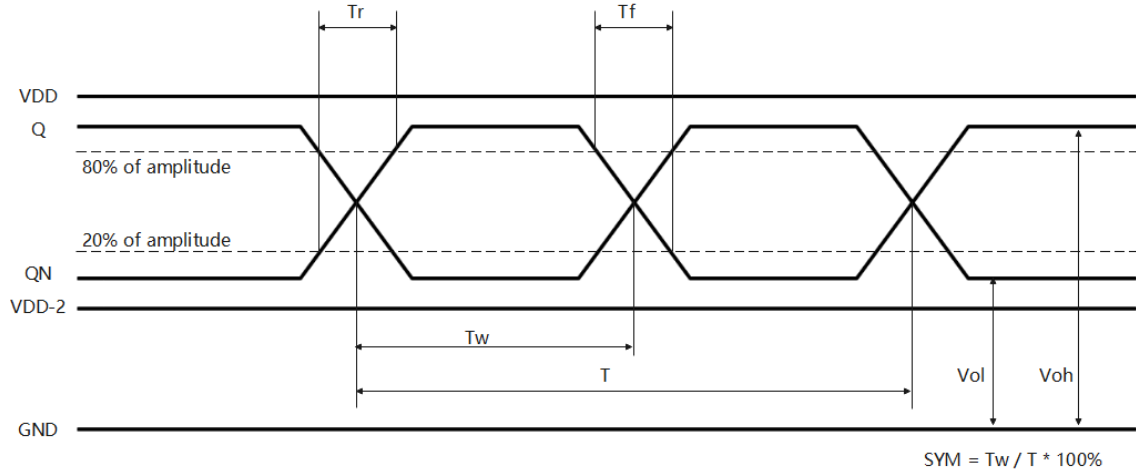 Tr
Tf
VDD
Q
80% of amplitude
20% of amplitude
QN
VDD-2
Tw
T
Vol
Voh
GND
SYM = Tw / T * 100%